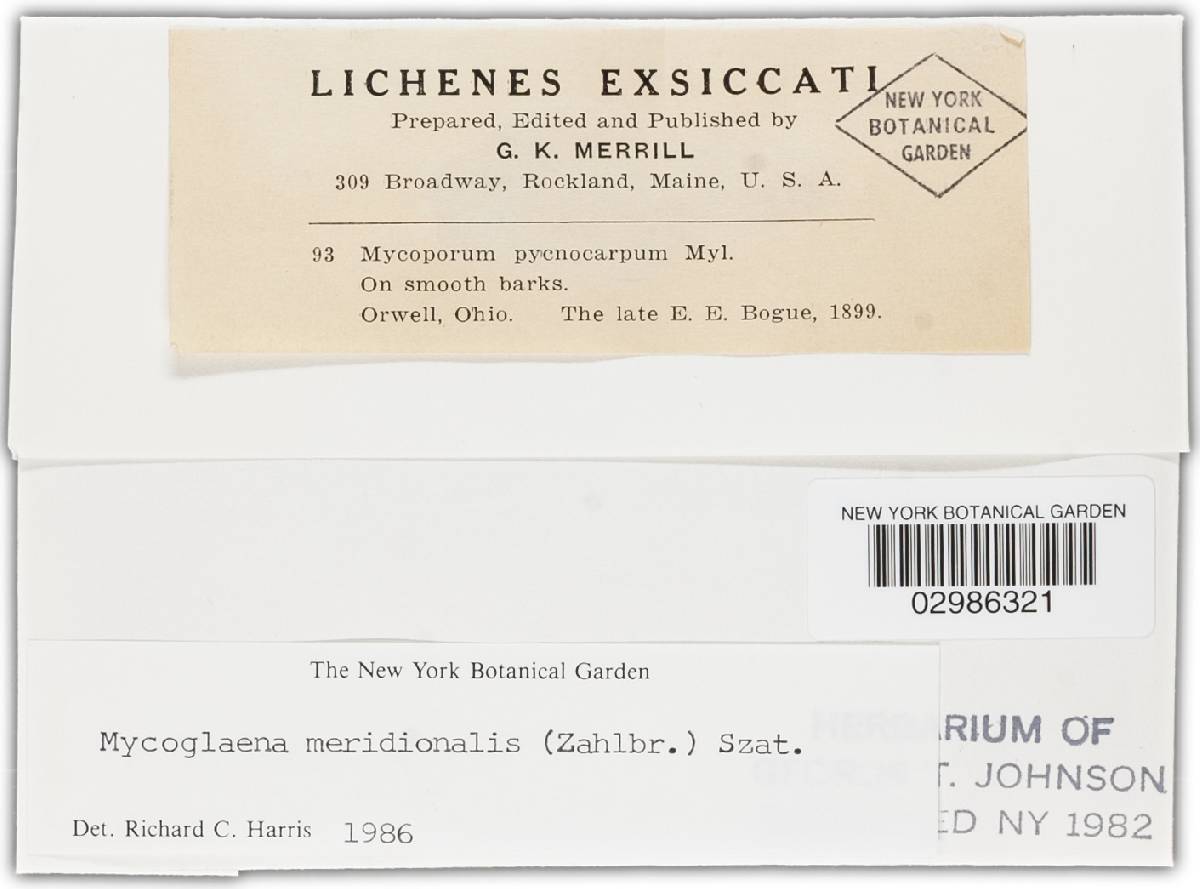 LICHENES EXSICCATI
Prepared, Edited and Published by
G. K. MERRILL
309 Broadway, Rockland, Maine, U. S. A.
NEW YORK
BOTANICAL
GARDEN
93 Mycoporum pycnocarpum Myl.
On smooth barks.
Orwell, Ohio. The late E. E. Bogue, 1899.
NEW YORK BOTANICAL GARDEN
02986321
The New York Botanical Garden
Mycoglaena meridionalis (Zahlbr.) Szat.
Det. Richard C. Harris 1986
HERBARIUM OF
T. JOHNSON
ED NY 1982